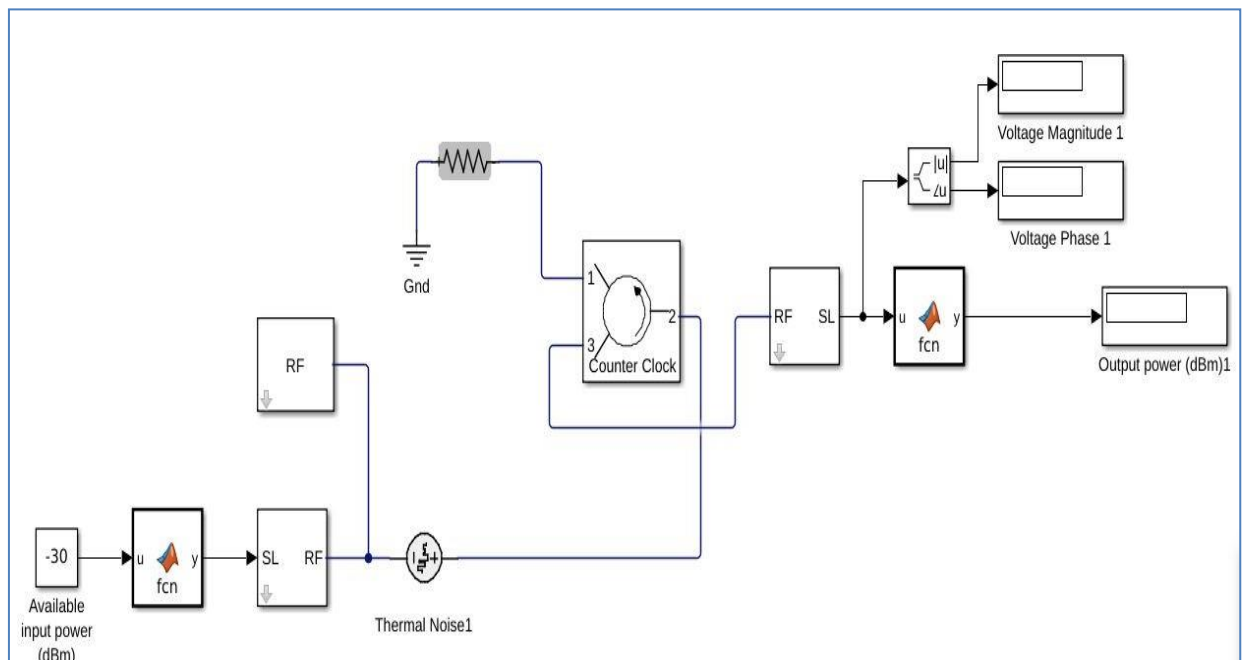 Voltage Magnitude 1
|u|
∠u
Voltage Phase 1
Gnd
1
2
3
Counter Clock
RF SL
u y
fcn
Output power (dBm)1
RF
-30
u y
fcn
SL RF
Available
input power
(dBm)
Thermal Noise1